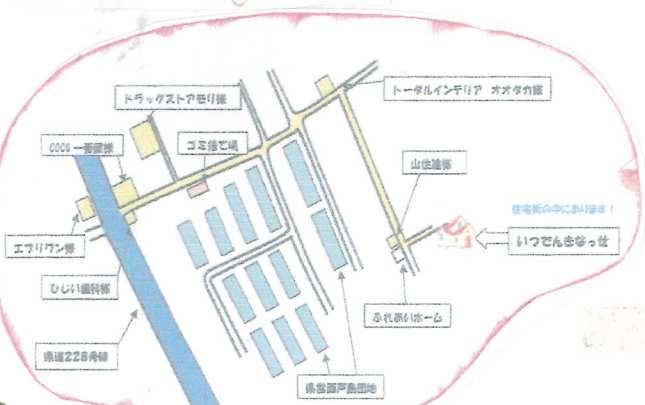 ドラッグストアモリ様
トータルインテリア オオタカ様
COCO一番屋様
ゴミ捨て場
山住建様
住宅街の中にあります!
エブリワン様
いつでんきなっせ
ひじい歯科様
ふれあいホーム
県道228号線
県営瀬戸島団地